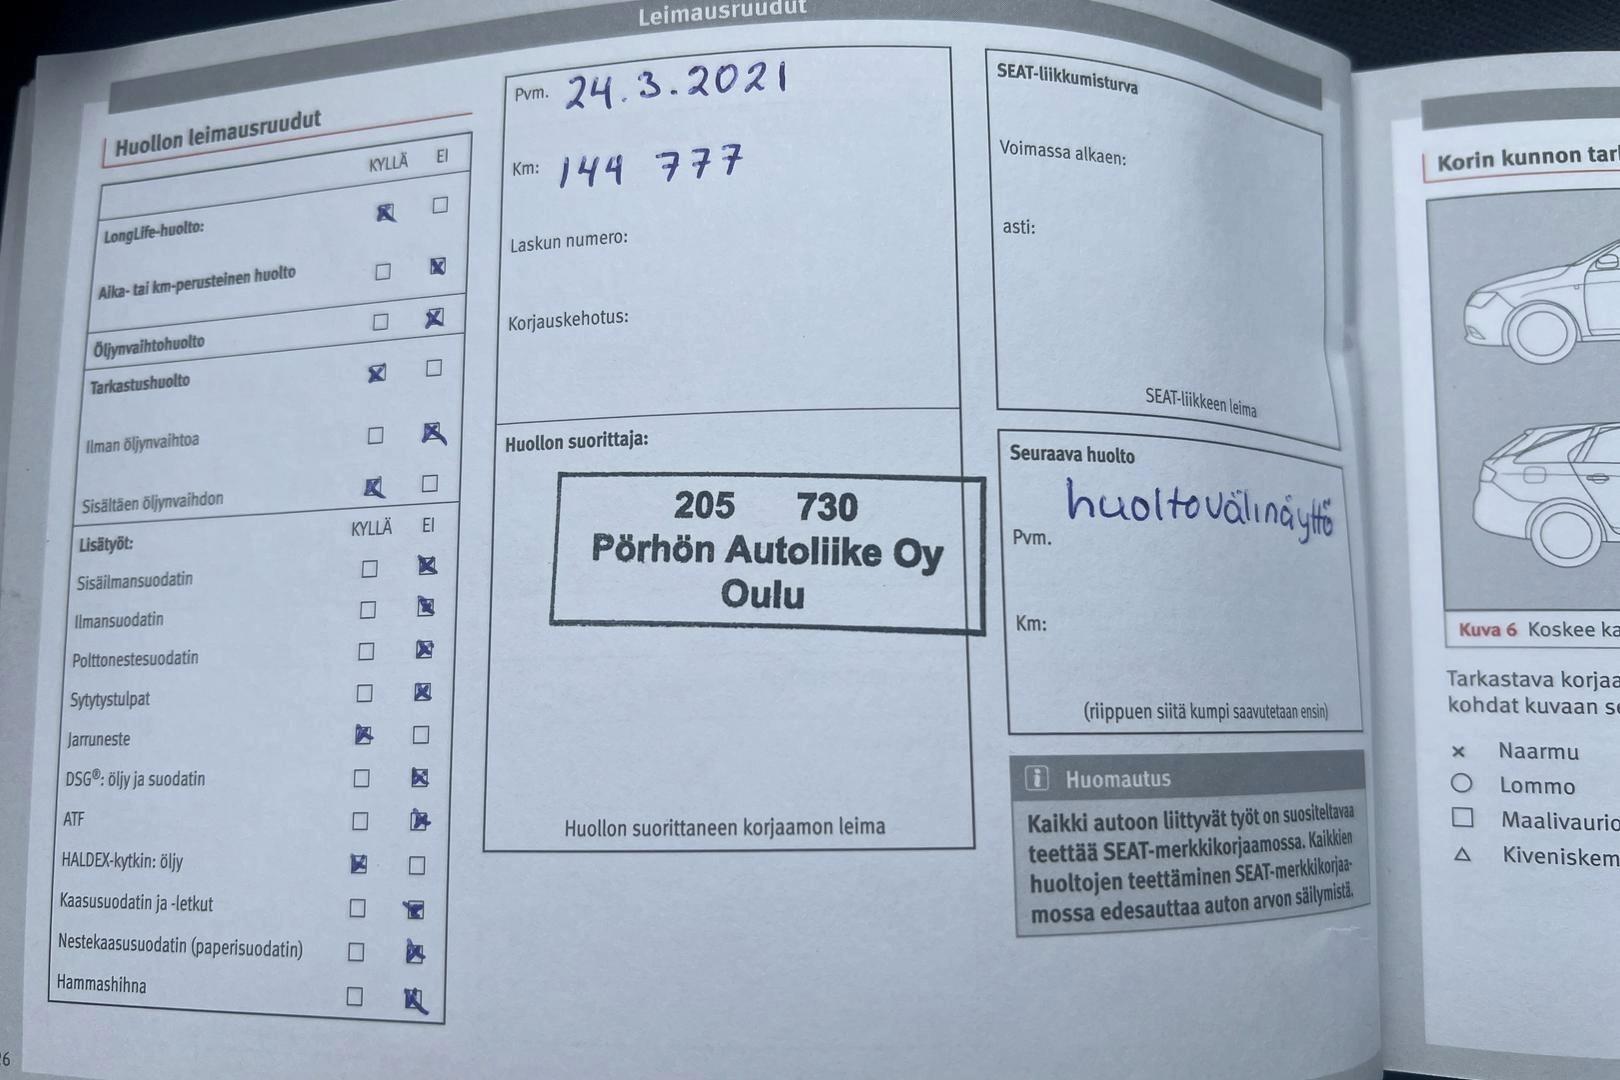 Leimausruudut
Huollon leimausruudut
KYLLÄ EI
LongLife-huolto:
Aika- tai km-perusteinen huolto
Öljynvaihtohuolto
Tarkastushuolto
Ilman öljynvaihtoa
Sisältäen öljynvaihdon
KYLLÄ EI
Lisätyöt:
Sisäilmansuodatin
Ilmansuodatin
Polttonestesuodatin
Sytytystulpat
Jarruneste
DSG®: öljy ja suodatin
ATF
HALDEX-kytkin: öljy
Kaasusuodatin ja -letkut
Nestekaasusuodatin (paperisuodatin)
Hammashihna
26
Pvm. 24.3.2021
Km: 144 777
Laskun numero:
Korjauskehotus:
Huollon suorittaja:
205 730
Pörhön Autoliike Oy
Oulu
Huollon suorittaneen korjaamon leima
SEAT-liikkumisturva
Voimassa alkaen:
asti:
SEAT-liikkeen leima
Seuraava huolto
huoltovälinäyttö
Pvm.
Km:
(riippuen siitä kumpi saavutetaan ensin)
i Huomautus
Kaikki autoon liittyvät työt on suositeltavaa
teettää SEAT-merkkikorjaamossa. Kaikkien
huoltojen teettäminen SEAT-merkkikorjaa-
mossa edesauttaa auton arvon säilymistä.
Korin kunnon
Kuva 6 Koskee
Tarkastava
kohdat kuvaan
Naarmu
Lommo